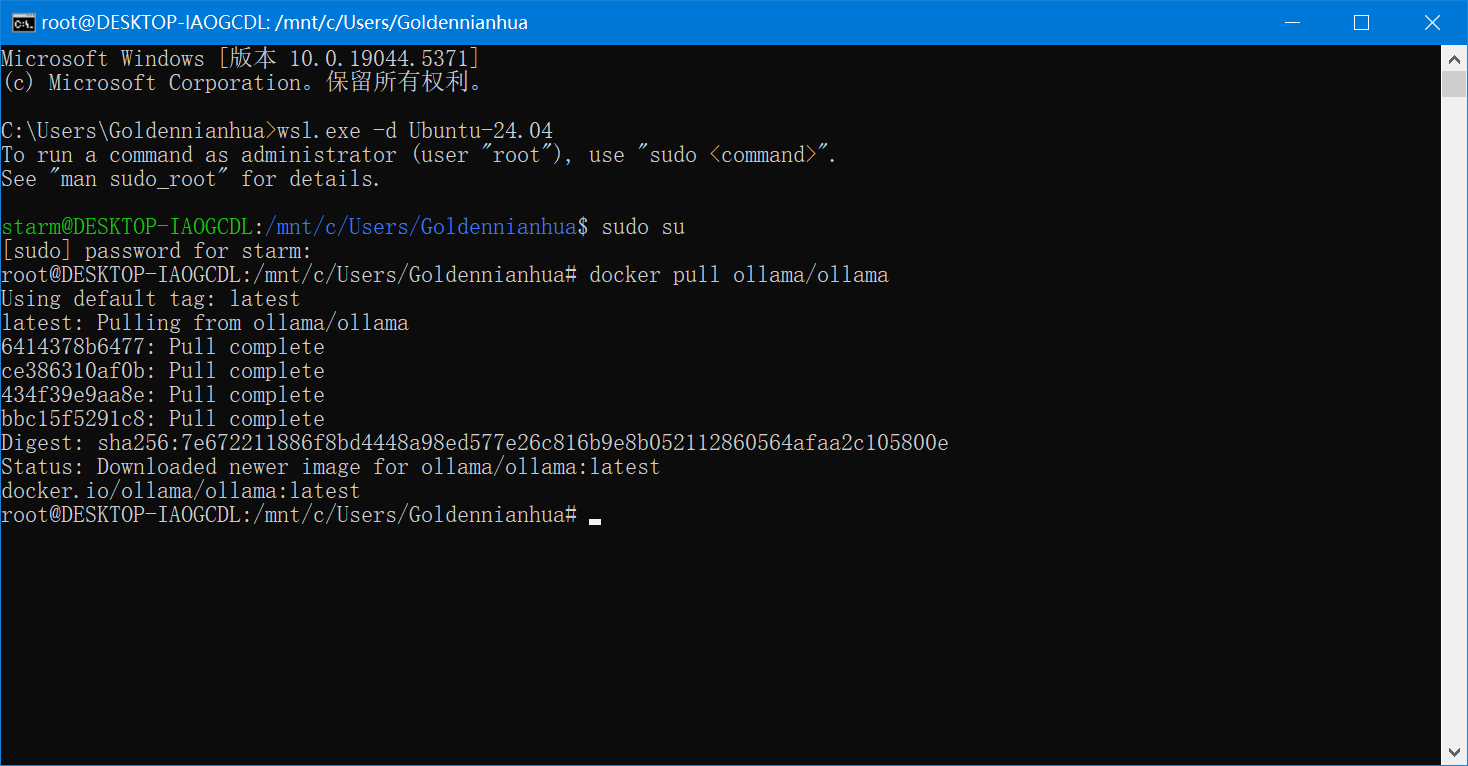 root@DESKTOP-IAOGCDL: /mnt/c/Users/Goldennianhua
Microsoft Windows [版本 10.0.19044.5371]
(c) Microsoft Corporation。保留所有权利。
C:\Users\Goldennianhua>wsl.exe -d Ubuntu-24.04
To run a command as administrator (user "root"), use "sudo <command>".
See "man sudo_root" for details.
starm@DESKTOP-IAOGCDL:/mnt/c/Users/Goldennianhua$ sudo su
[sudo] password for starm:
root@DESKTOP-IAOGCDL:/mnt/c/Users/Goldennianhua# docker pull ollama/ollama
Using default tag: latest
latest: Pulling from ollama/ollama
6414378b6477: Pull complete
ce386310af0b: Pull complete
434f39e9aa8e: Pull complete
bbc15f5291c8: Pull complete
Digest: sha256:7e672211886f8bd4448a98ed577e26c816b9e8b052112860564afaa2c105800e
Status: Downloaded newer image for ollama/ollama:latest
docker.io/ollama/ollama:latest
root@DESKTOP-IAOGCDL:/mnt/c/Users/Goldennianhua#